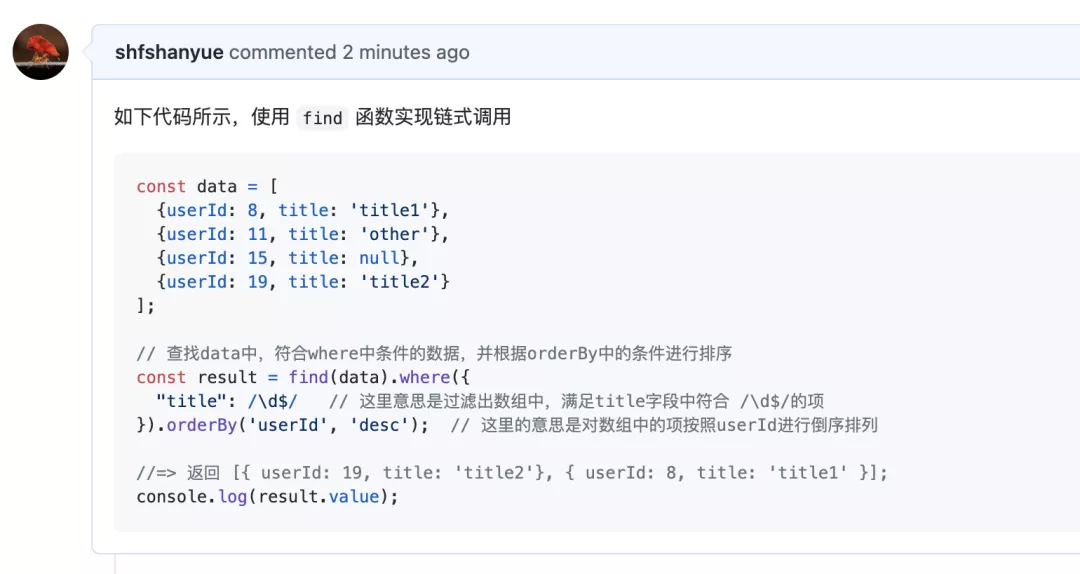 shfshanyue commented 2 minutes ago
如下代码所示，使用 find 函数实现链式调用
const data = [
  {userId: 8, title: 'title1'},
  {userId: 11, title: 'other'},
  {userId: 15, title: null},
  {userId: 19, title: 'title2'}
];
// 查找data中，符合where中条件的数据，并根据orderBy中的条件进行排序
const result = find(data).where({
  "title": /\d$/   // 这里意思是过滤出数组中，满足title字段中符合 /\d$/的项
}).orderBy('userId', 'desc');  // 这里的意思是对数组中的项按照userId进行倒序排列
//=> 返回 [{ userId: 19, title: 'title2'}, { userId: 8, title: 'title1' }];
console.log(result.value);